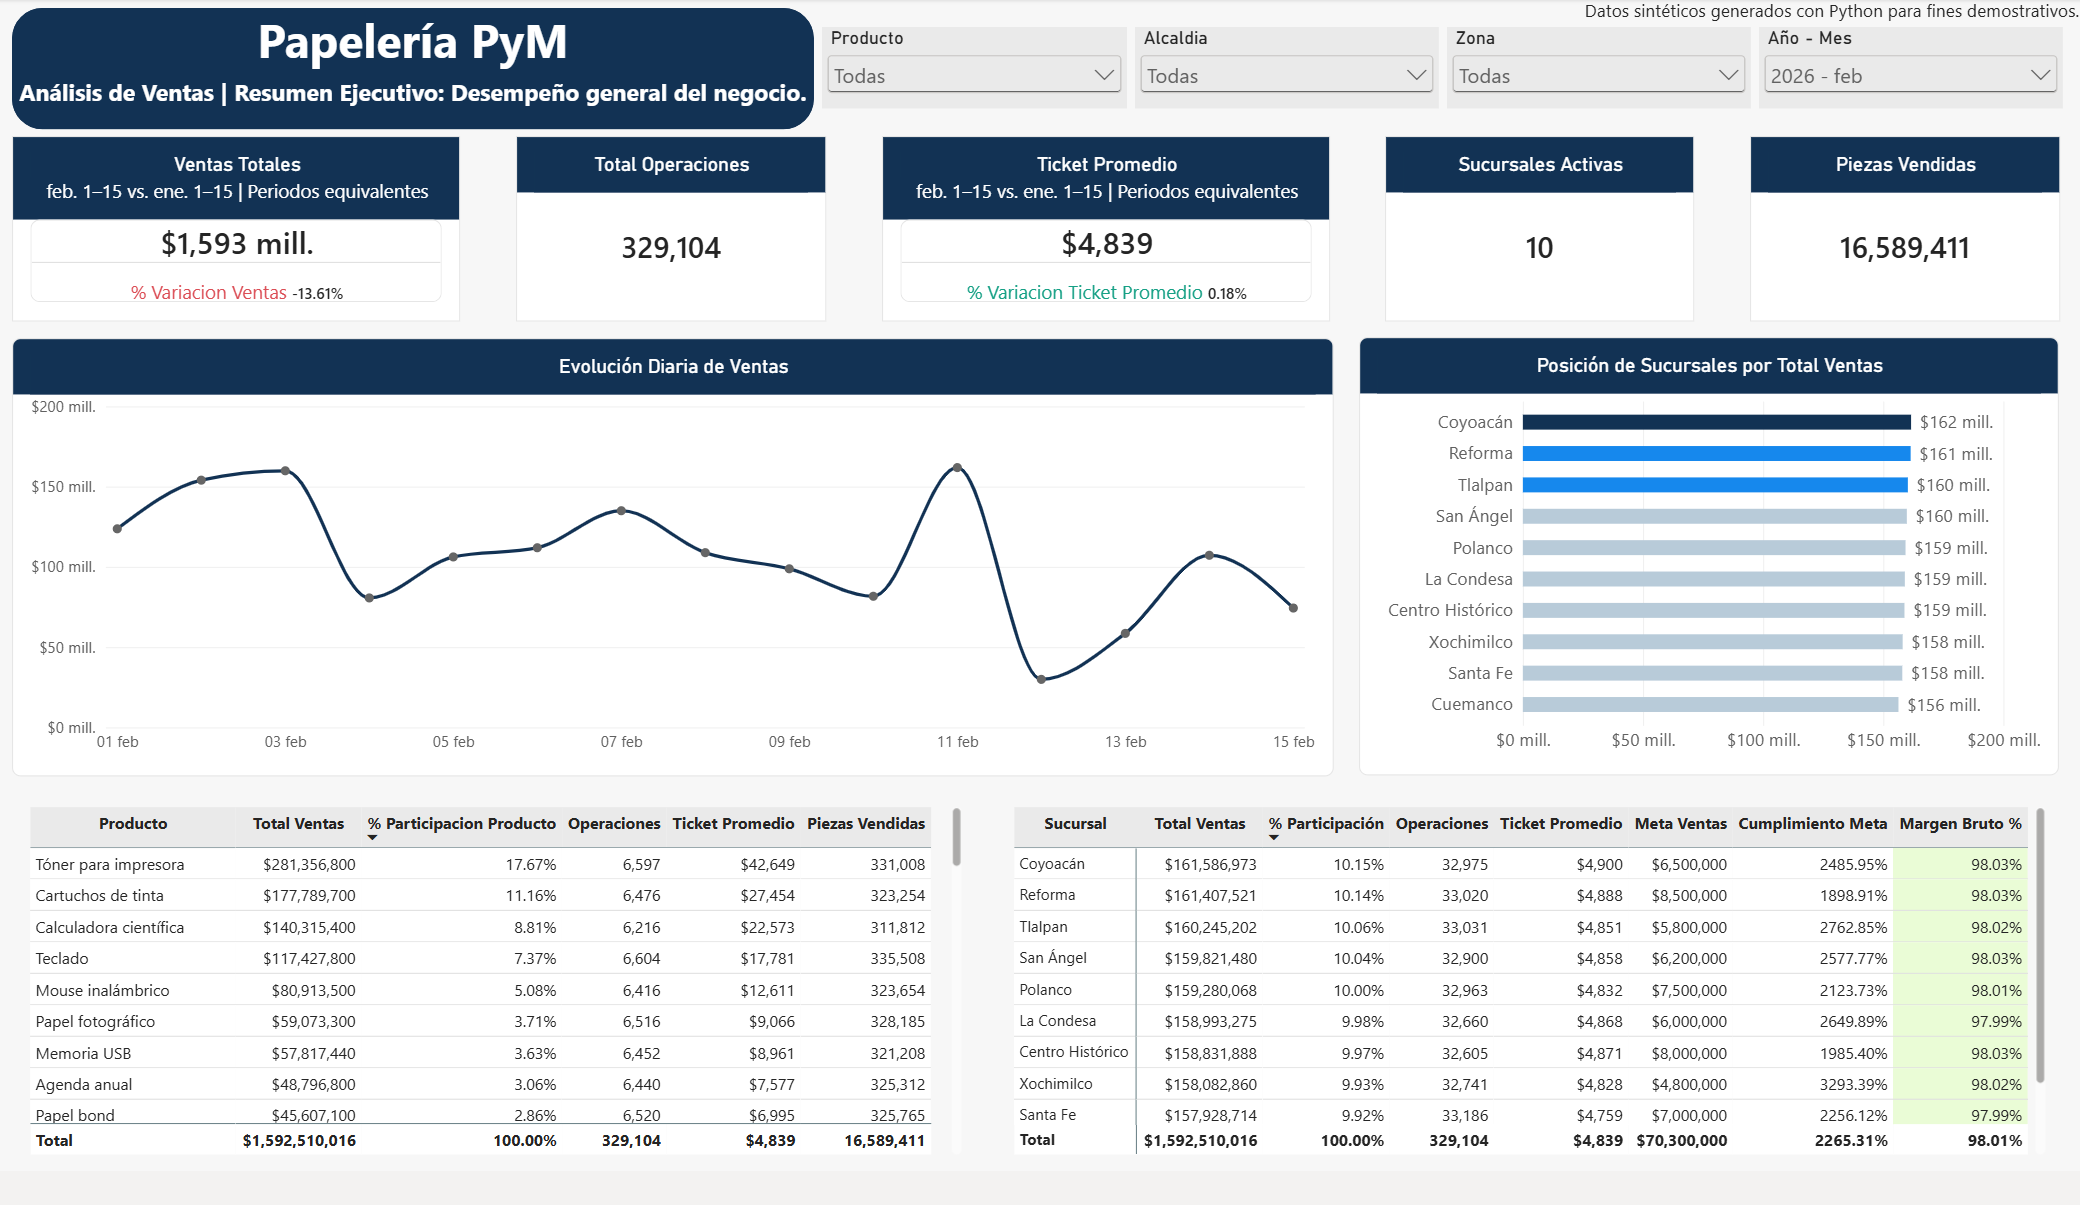 Datos sintéticos generados con Python para fines demostrativos.
Papelería PyM
Análisis de Ventas | Resumen Ejecutivo: Desempeño general del negocio.
Producto
Todas
Alcaldia
Todas
Zona
Todas
Año - Mes
2026 - feb
Ventas Totales
feb. 1–15 vs. ene. 1–15 | Periodos equivalentes
$1,593 mill.
% Variacion Ventas -13.61%
Total Operaciones
329,104
Ticket Promedio
feb. 1–15 vs. ene. 1–15 | Periodos equivalentes
$4,839
% Variacion Ticket Promedio 0.18%
Sucursales Activas
10
Piezas Vendidas
16,589,411
Evolución Diaria de Ventas
$200 mill.
$150 mill.
$100 mill.
$50 mill.
$0 mill.
01 feb 03 feb 05 feb 07 feb 09 feb 11 feb 13 feb 15 feb
Posición de Sucursales por Total Ventas
Coyoacán $162 mill.
Reforma $161 mill.
Tlalpan $160 mill.
San Ángel $160 mill.
Polanco $159 mill.
La Condesa $159 mill.
Centro Histórico $159 mill.
Xochimilco $158 mill.
Santa Fe $158 mill.
Cuemanco $156 mill.
$0 mill. $50 mill. $100 mill. $150 mill. $200 mill.
Producto Total Ventas % Participacion Producto Operaciones Ticket Promedio Piezas Vendidas
Tóner para impresora $281,356,800 17.67% 6,597 $42,649 331,008
Cartuchos de tinta $177,789,700 11.16% 6,476 $27,454 323,254
Calculadora científica $140,315,400 8.81% 6,216 $22,573 311,812
Teclado $117,427,800 7.37% 6,604 $17,781 335,508
Mouse inalámbrico $80,913,500 5.08% 6,416 $12,611 323,654
Papel fotográfico $59,073,300 3.71% 6,516 $9,066 328,185
Memoria USB $57,817,440 3.63% 6,452 $8,961 321,208
Agenda anual $48,796,800 3.06% 6,440 $7,577 325,312
Papel bond $45,607,100 2.86% 6,520 $6,995 325,765
Total $1,592,510,016 100.00% 329,104 $4,839 16,589,411
Sucursal Total Ventas % Participación Operaciones Ticket Promedio Meta Ventas Cumplimiento Meta Margen Bruto %
Coyoacán $161,586,973 10.15% 32,975 $4,900 $6,500,000 2485.95% 98.03%
Reforma $161,407,521 10.14% 33,020 $4,888 $8,500,000 1898.91% 98.03%
Tlalpan $160,245,202 10.06% 33,031 $4,851 $5,800,000 2762.85% 98.02%
San Ángel $159,821,480 10.04% 32,900 $4,858 $6,200,000 2577.77% 98.03%
Polanco $159,280,068 10.00% 32,963 $4,832 $7,500,000 2123.73% 98.01%
La Condesa $158,993,275 9.98% 32,660 $4,868 $6,000,000 2649.89% 97.99%
Centro Histórico $158,831,888 9.97% 32,605 $4,871 $8,000,000 1985.40% 98.03%
Xochimilco $158,082,860 9.93% 32,741 $4,828 $4,800,000 3293.39% 98.02%
Santa Fe $157,928,714 9.92% 33,186 $4,759 $7,000,000 2256.12% 97.99%
Total $1,592,510,016 100.00% 329,104 $4,839 $70,300,000 2265.31% 98.01%